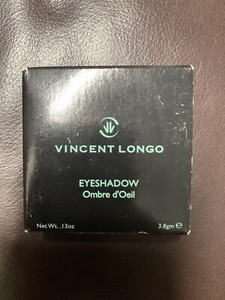 VINCENT LONGO
EYESHADOW
Ombre d'Oeil
Net Wt. .13oz 3.8gm e